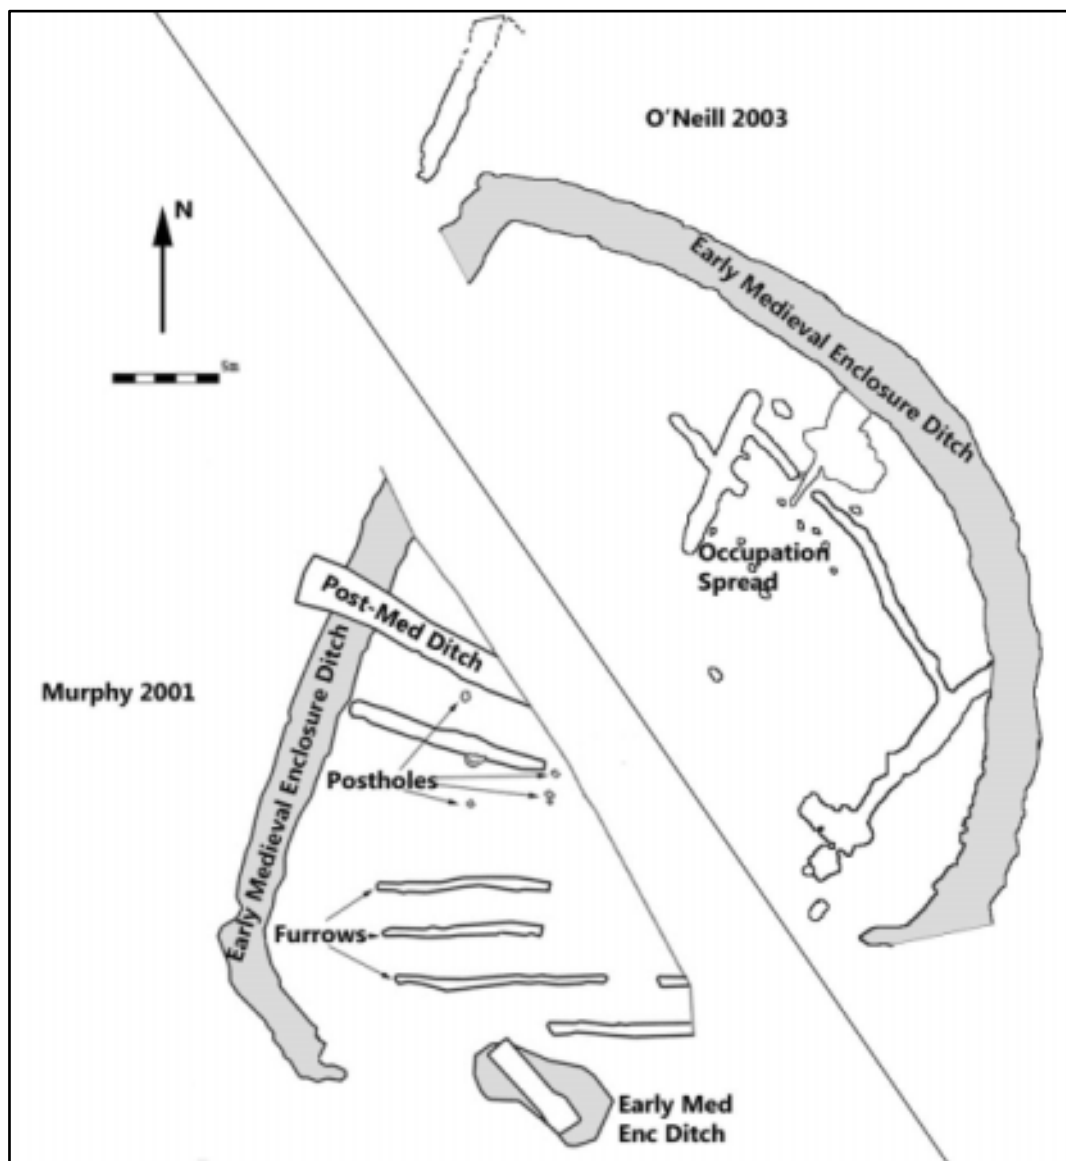 O'Neill 2003
N
5m
Early Medieval Enclosure Ditch
Occupation
Spread
Post-Med Ditch
Murphy 2001
Early Medieval Enclosure Ditch
Postholes
Furrows
Early Med
Enc Ditch